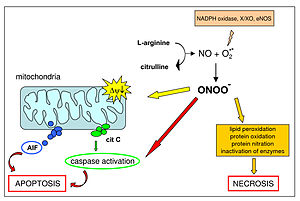 NADPH oxidase, X/XO, eNOS
L-arginine
NO + O₂•⁻
citrulline
mitochondria
Δψ↓
ONOO⁻
cit C
AIF
caspase activation
lipid peroxidation
protein oxidation
protein nitration
inactivation of enzymes
APOPTOSIS
NECROSIS